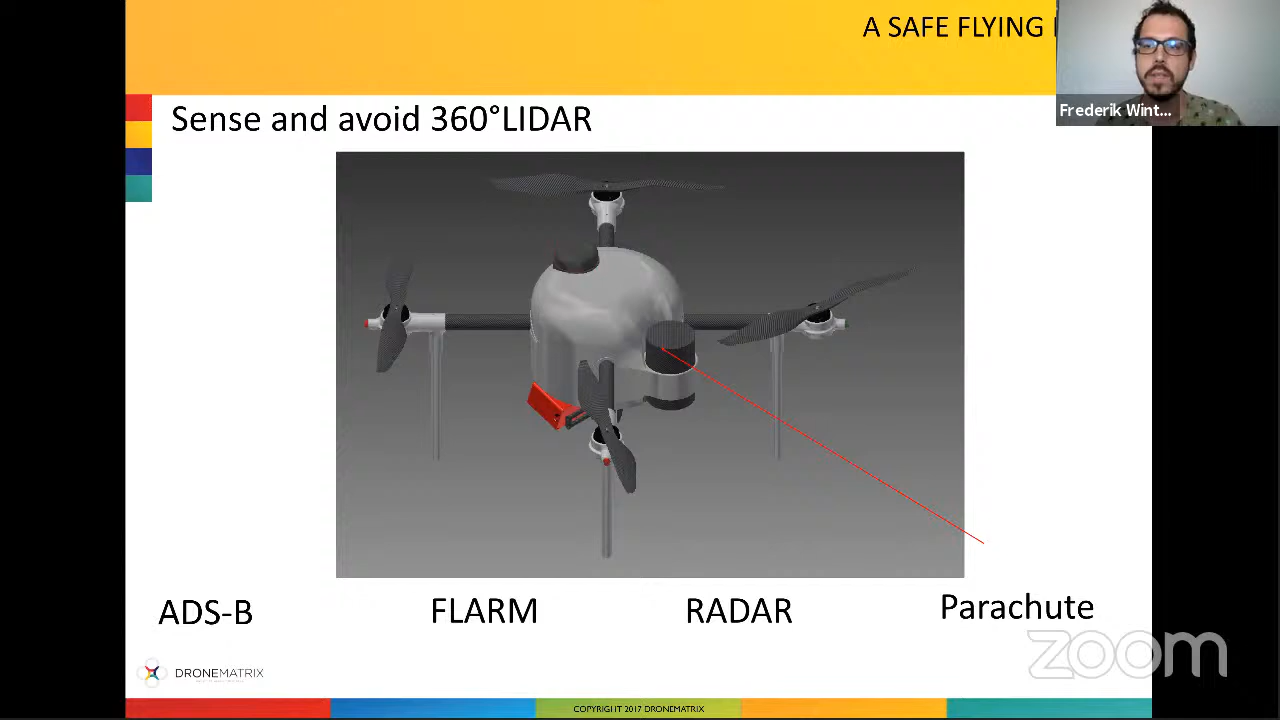 A SAFE FLYING
Frederik Wint...
Sense and avoid 360°LIDAR
ADS-B
FLARM
RADAR
Parachute
zoom
DRONEMATRIX
COPYRIGHT 2017 DRONEMATRIX